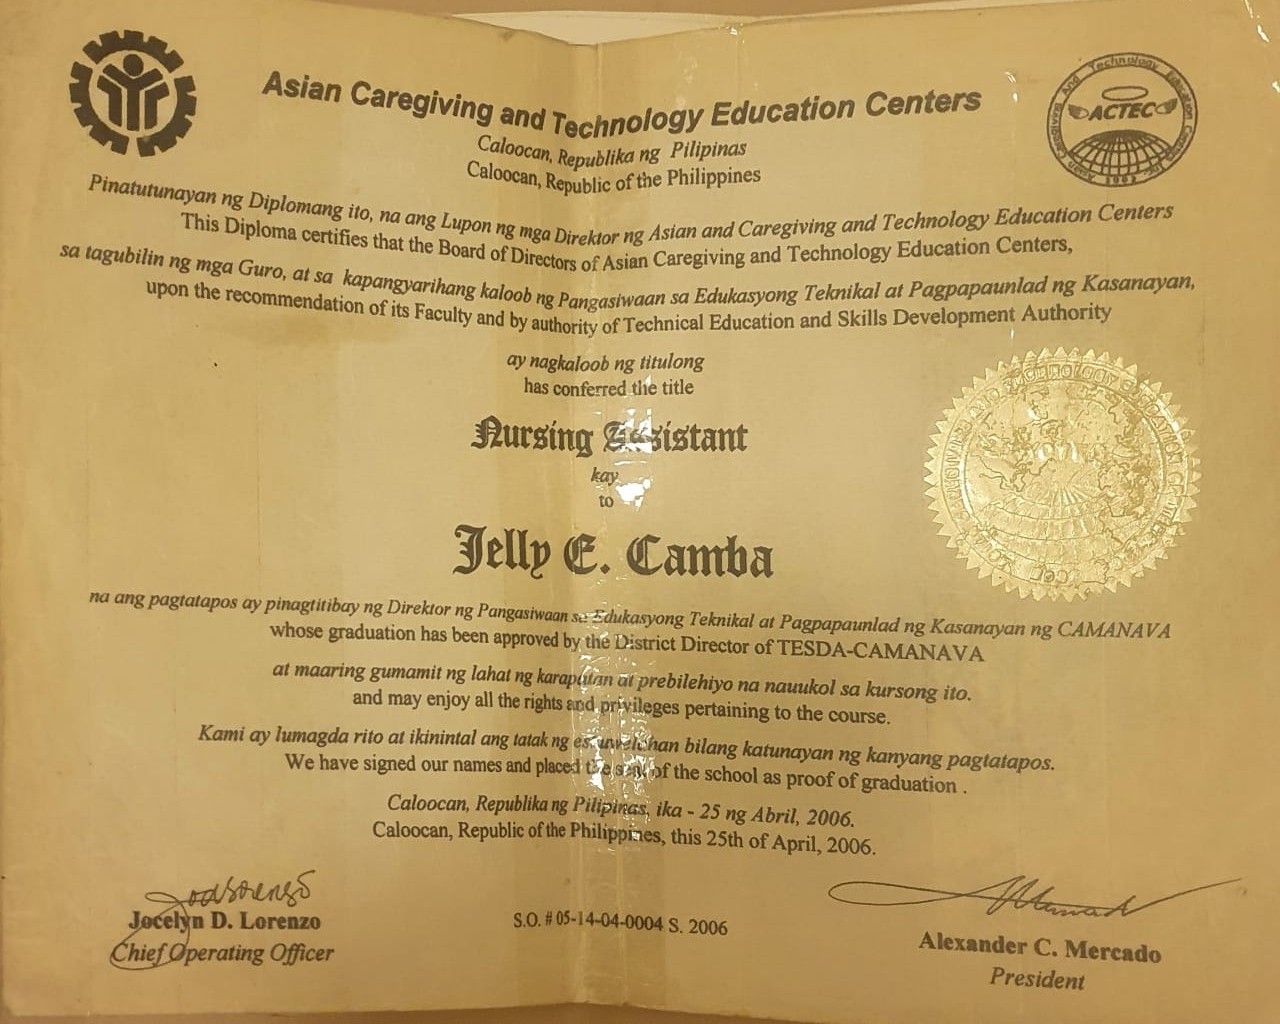 Asian Caregiving and Technology Education Centers
ACTEC
Caloocan, Republika ng Pilipinas
Caloocan, Republic of the Philippines
Pinatutunayan ng Diplomang ito, na ang Lupon ng mga Direktor ng Asian and Caregiving and Technology Education Centers
This Diploma certifies that the Board of Directors of Asian Caregiving and Technology Education Centers,
sa tagubilin ng mga Guro, at sa kapangyarihang kaloob ng Pangasiwaan sa Edukasyong Teknikal at Pagpapaunlad ng Kasanayan,
upon the recommendation of its Faculty and by authority of Technical Education and Skills Development Authority
ay nagkaloob ng titulong
has conferred the title
Nursing Assistant
kay
to
Jelly E. Camba
na ang pagtatapos ay pinagtitibay ng Direktor ng Pangasiwaan sa Edukasyong Teknikal at Pagpapaunlad ng Kasanayan ng CAMANAVA
whose graduation has been approved by the District Director of TESDA-CAMANAVA
at maaring gumamit ng lahat ng karapatan at prebilehiyo na nauukol sa kursong ito.
and may enjoy all the rights and privileges pertaining to the course.
Kami ay lumagda rito at ikinintal ang tatak ng eskuwelahan bilang katunayan ng kanyang pagtatapos.
We have signed our names and placed the seal of the school as proof of graduation .
Caloocan, Republika ng Pilipinas, ika - 25 ng Abril, 2006.
Caloocan, Republic of the Philippines, this 25th of April, 2006.
Jocelyn D. Lorenzo
Chief Operating Officer
S.O. # 05-14-04-0004 S. 2006
Alexander C. Mercado
President